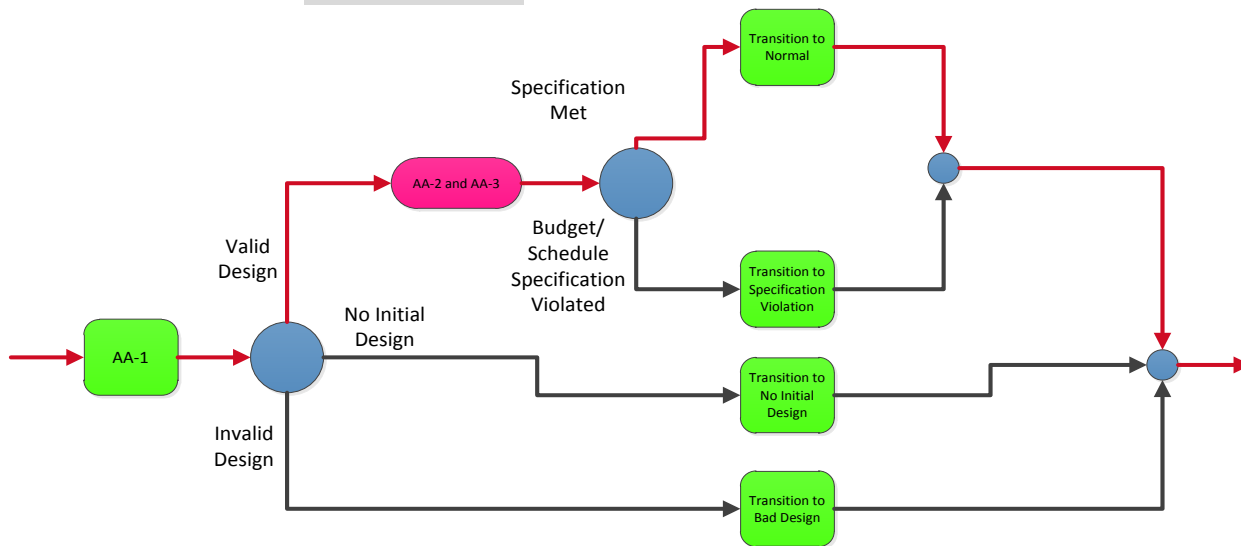 Transition to
Normal
Specification
Met
AA-2 and AA-3
Budget/
Schedule
Specification
Violated
Valid
Design
Transition to
Specification
Violation
No Initial
Design
AA-1
Transition to
No Initial
Design
Invalid
Design
Transition to
Bad Design